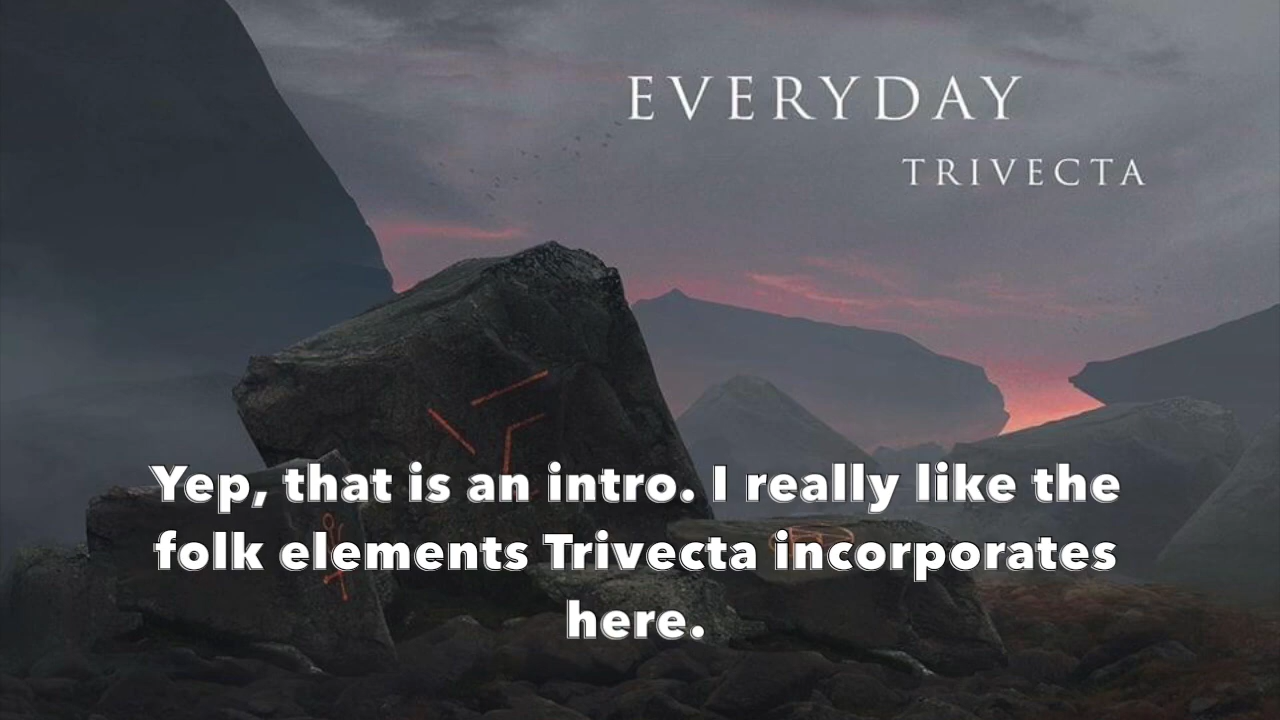 EVERYDAY
TRIVECTA
Yep, that is an intro. I really like the
folk elements Trivecta incorporates
here.